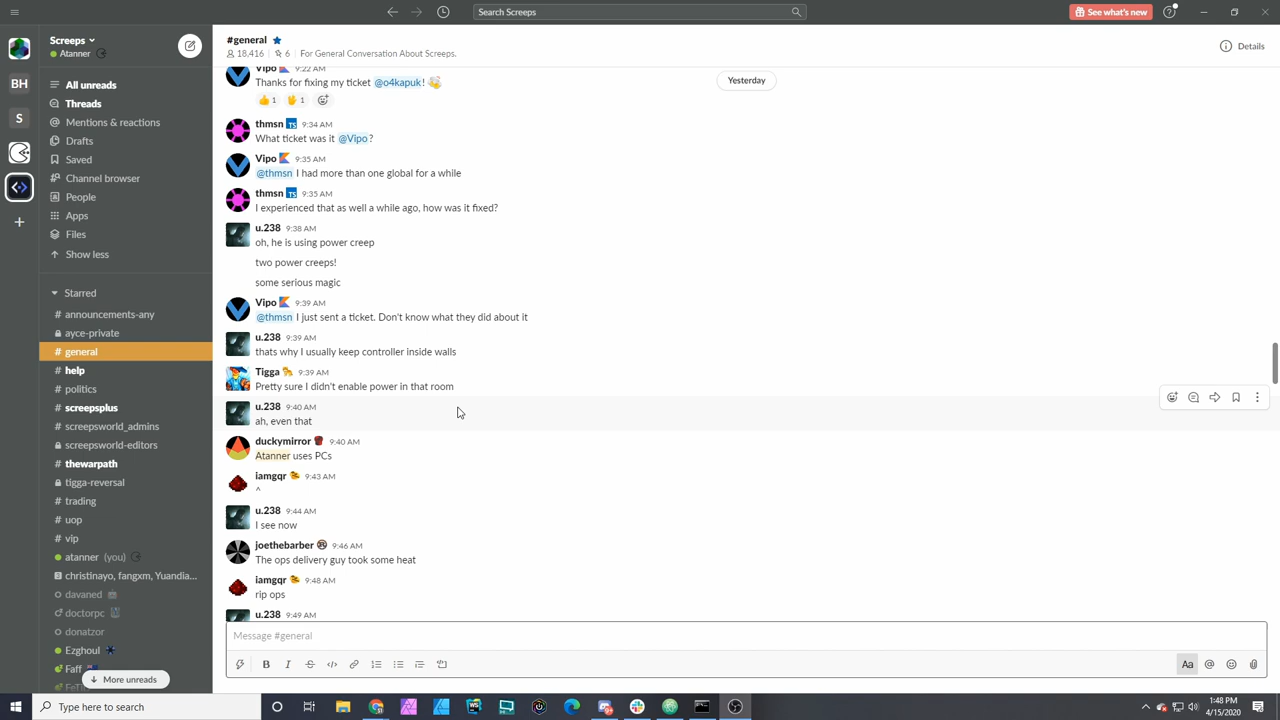 Search Screeps
See what's new
Screeps
Atanner
#general
18,416 | 6 | For General Conversation About Screeps.
Details
S
All unreads
Threads
Mentions & reactions
Drafts
Saved
Channel browser
People
Apps
Files
Show less
Starred
# announcements-any
ayce-private
# general
# help
# politics
# screepsplus
# screepsworld_admins
screepsworld-editors
# thewarpath
# tigga-reversal
# trading
# uop
# vip
atanner (you)
3 christinayo, fangxm, Yuandia...
davaned
doctorpc
donatzor
Ezghoul
Faff
More unreads
Yesterday
Vipo 9:22 AM
Thanks for fixing my ticket @o4kapuk!
1 1
thmsn TS 9:34 AM
What ticket was it @Vipo?
Vipo 9:35 AM
@thmsn I had more than one global for a while
thmsn TS 9:35 AM
I experienced that as well a while ago, how was it fixed?
u.238 9:38 AM
oh, he is using power creep
two power creeps!
some serious magic
Vipo 9:39 AM
@thmsn I just sent a ticket. Don't know what they did about it
u.238 9:39 AM
thats why I usually keep controller inside walls
Tigga 9:39 AM
Pretty sure I didn't enable power in that room
u.238 9:40 AM
ah, even that
duckymirror 9:40 AM
Atanner uses PCs
iamgqr 9:43 AM
^
u.238 9:44 AM
I see now
joethebarber 9:46 AM
The ops delivery guy took some heat
iamgqr 9:48 AM
rip ops
u.238 9:49 AM
Message #general
B I Aa @
Type here to search
1:48 PM
4/15/2020